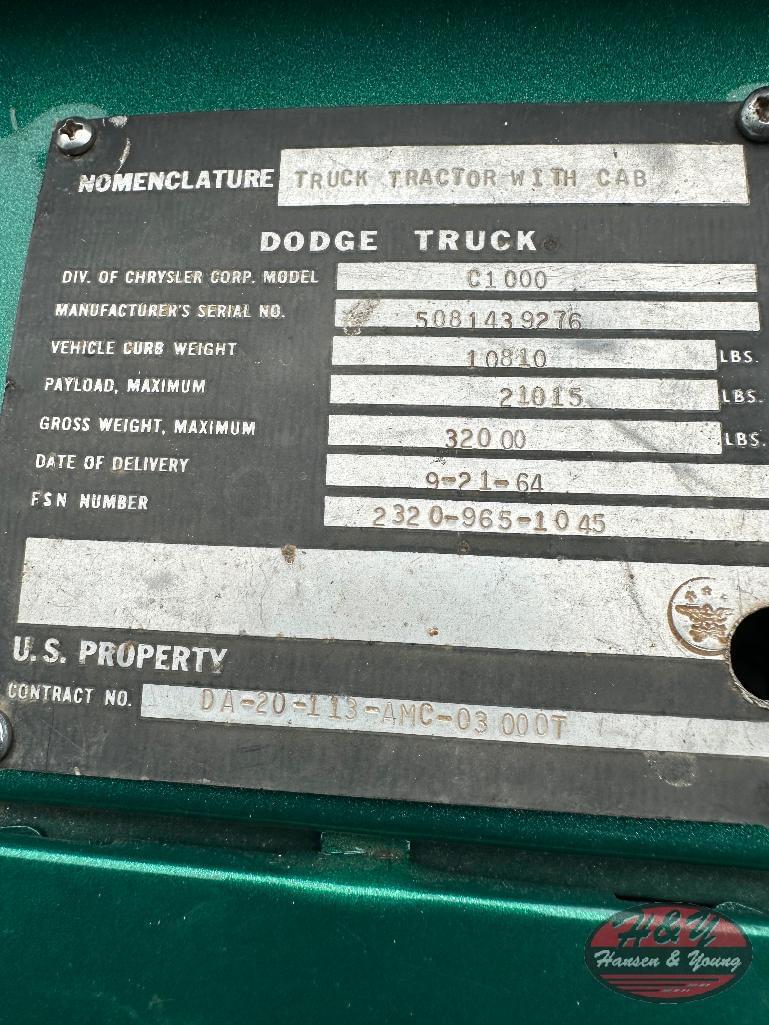 NOMENCLATURE TRUCK TRACTOR WITH CAB
DODGE TRUCK
DIV. OF CHRYSLER CORP. MODEL C1000
MANUFACTURER'S SERIAL NO. 5081439276
VEHICLE CURB WEIGHT 10810 LBS.
PAYLOAD, MAXIMUM 21015 LBS.
GROSS WEIGHT, MAXIMUM 32000 LBS.
DATE OF DELIVERY 9-21-64
FSN NUMBER 2320-965-1045
U.S. PROPERTY
CONTRACT NO. DA-20-113-AMC-03000T
H&Y
Hansen & Young